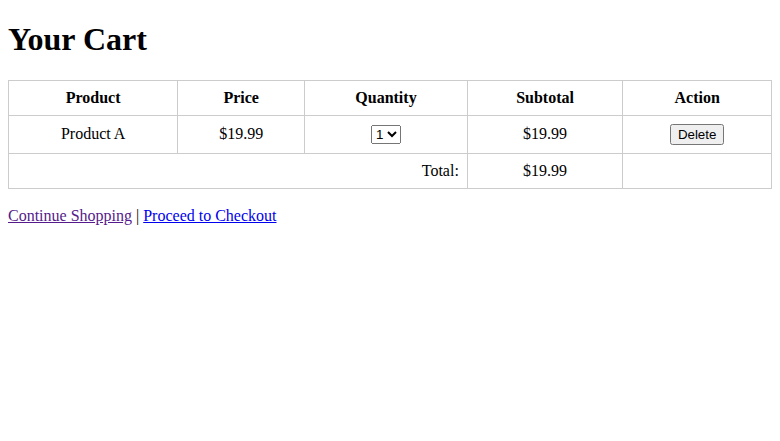 Your Cart
Product Price Quantity Subtotal Action
Product A $19.99 1 $19.99 Delete
Total: $19.99
Continue Shopping | Proceed to Checkout